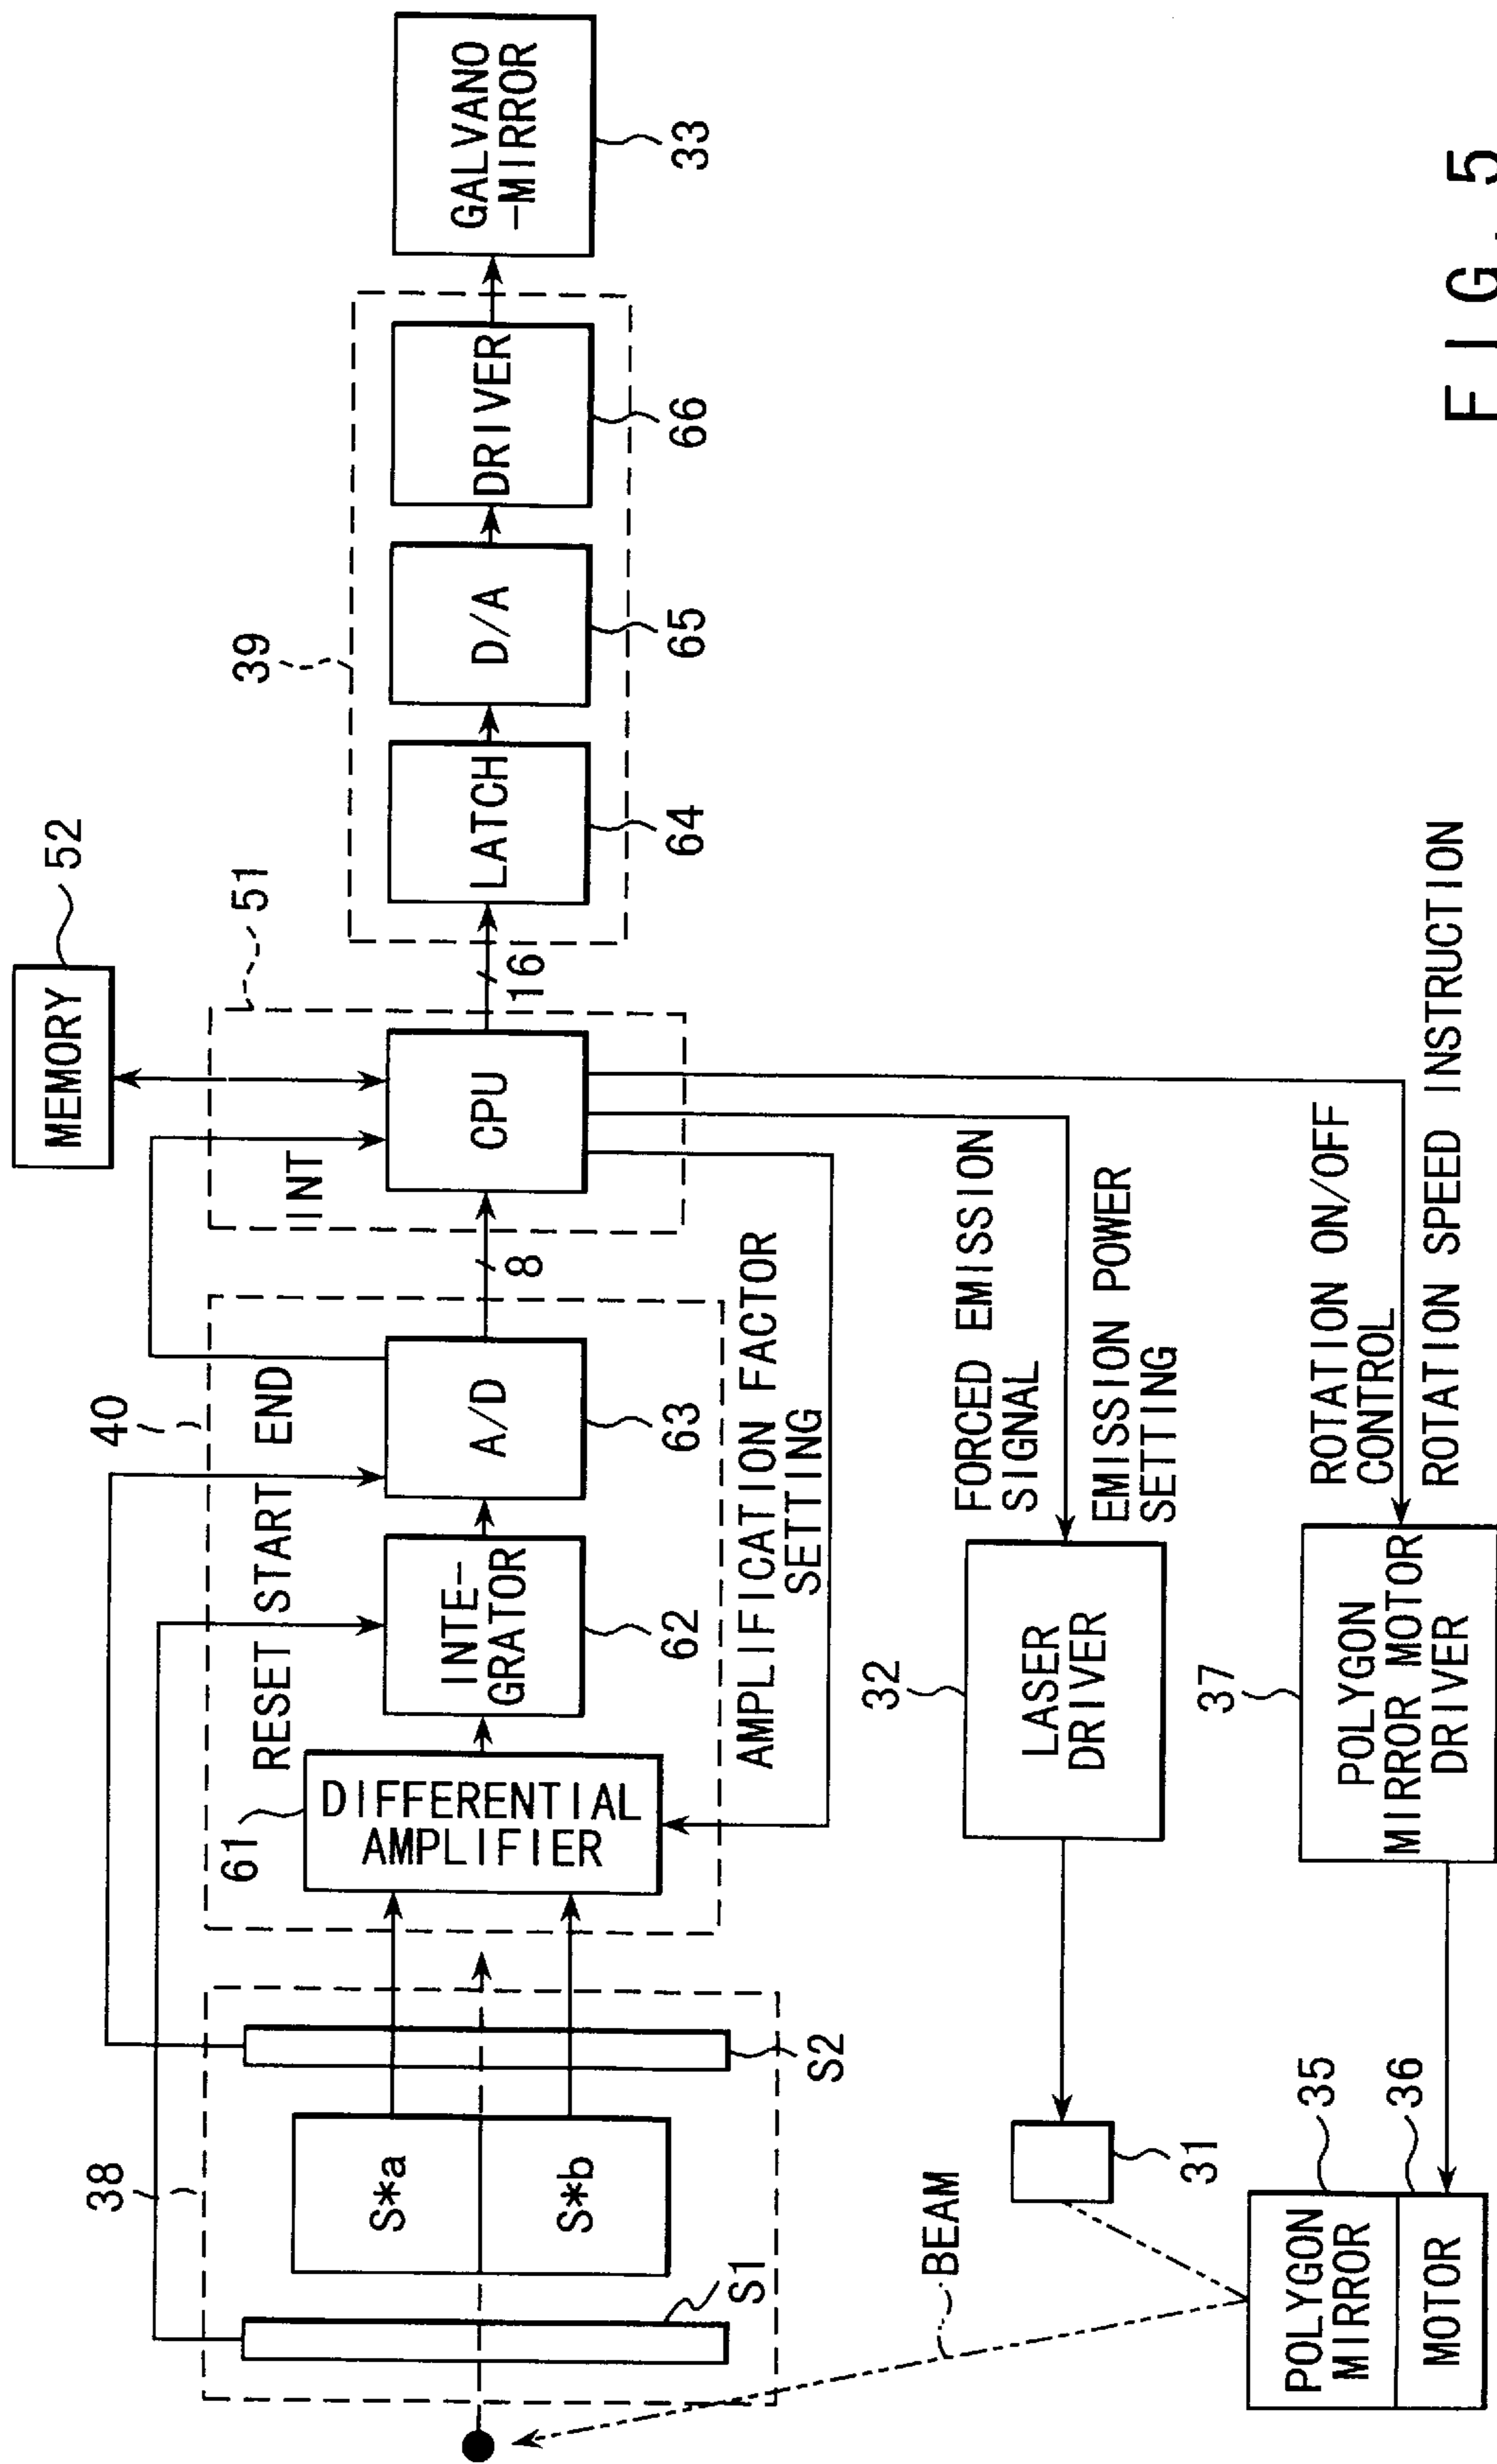 MEMORY
52
40
51
39
RESET START END
INT
38
61
DIFFERENTIAL
AMPLIFIER
INTE-
GRATOR
62
A/D
63
8
CPU
16
LATCH
64
D/A
65
DRIVER
66
GALVANO
-MIRROR
33
S*a
S*b
S1
S2
AMPLIFICATION FACTOR
SETTING
BEAM
31
32
LASER
DRIVER
FORCED EMISSION
SIGNAL
EMISSION POWER
SETTING
POLYGON
MIRROR
35
MOTOR
36
37
POLYGON
MIRROR MOTOR
DRIVER
ROTATION ON/OFF
CONTROL
ROTATION SPEED INSTRUCTION
FIG. 5